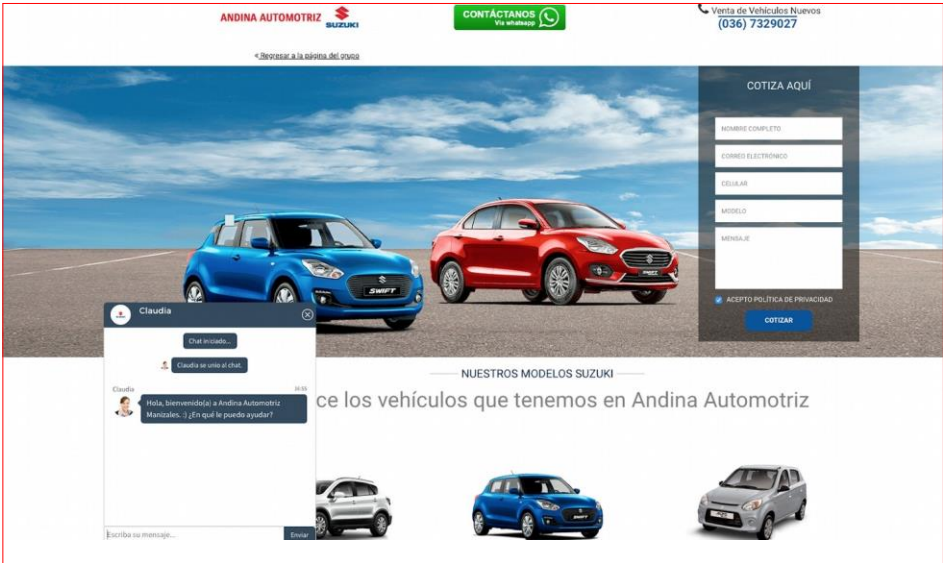 ANDINA AUTOMOTRIZ
SUZUKI
CONTÁCTANOS
Vía whatsapp
Venta de Vehículos Nuevos
(036) 7329027
< Regresar a la página del grupo
COTIZA AQUÍ
NOMBRE COMPLETO
CORREO ELECTRÓNICO
CELULAR
MODELO
MENSAJE
ACEPTO POLÍTICA DE PRIVACIDAD
COTIZAR
SWIFT
SWIFT
Claudia
Chat iniciado...
Claudia se unio al chat.
Claudia
Hola, bienvenido(a) a Andina Automotriz
Manizales. :) ¿En qué le puedo ayudar?
Escriba su mensaje...
Enviar
NUESTROS MODELOS SUZUKI
ce los vehículos que tenemos en Andina Automotriz